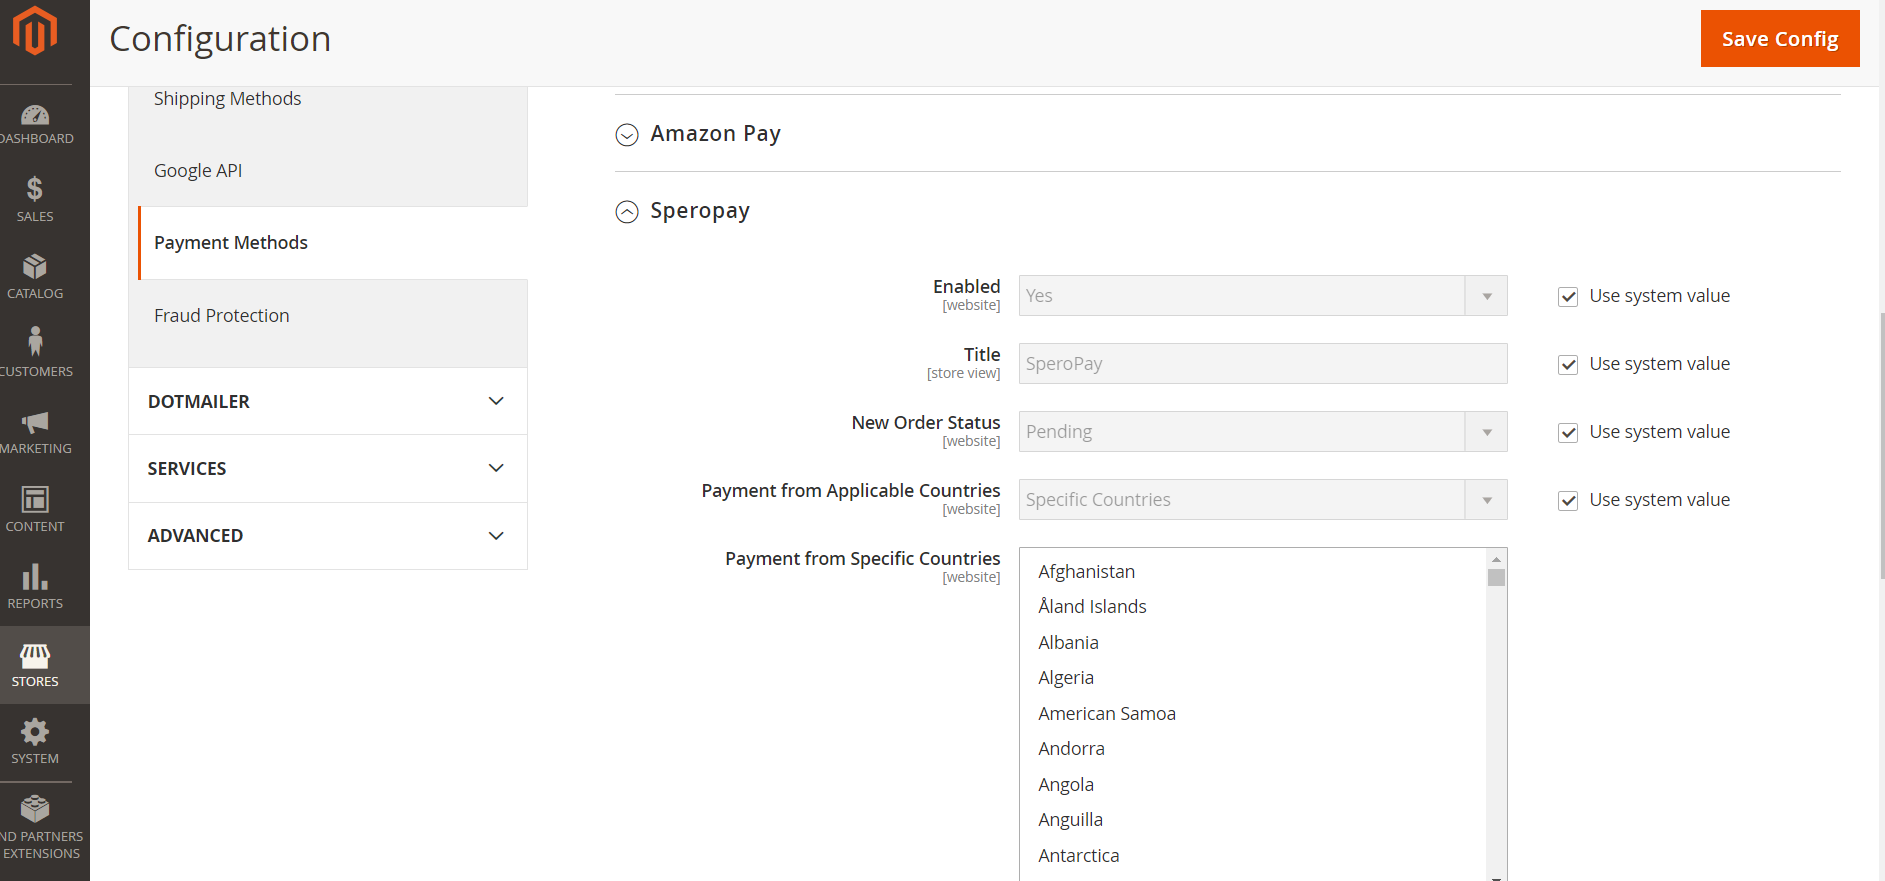 Configuration
Save Config
DASHBOARD
SALES
CATALOG
CUSTOMERS
MARKETING
CONTENT
REPORTS
STORES
SYSTEM
ND PARTNERS
EXTENSIONS
Shipping Methods
Google API
Payment Methods
Fraud Protection
DOTMAILER
SERVICES
ADVANCED
Amazon Pay
Speropay
Enabled
[website]
Yes
Use system value
Title
[store view]
SperoPay
Use system value
New Order Status
[website]
Pending
Use system value
Payment from Applicable Countries
[website]
Specific Countries
Use system value
Payment from Specific Countries
[website]
Afghanistan
Åland Islands
Albania
Algeria
American Samoa
Andorra
Angola
Anguilla
Antarctica